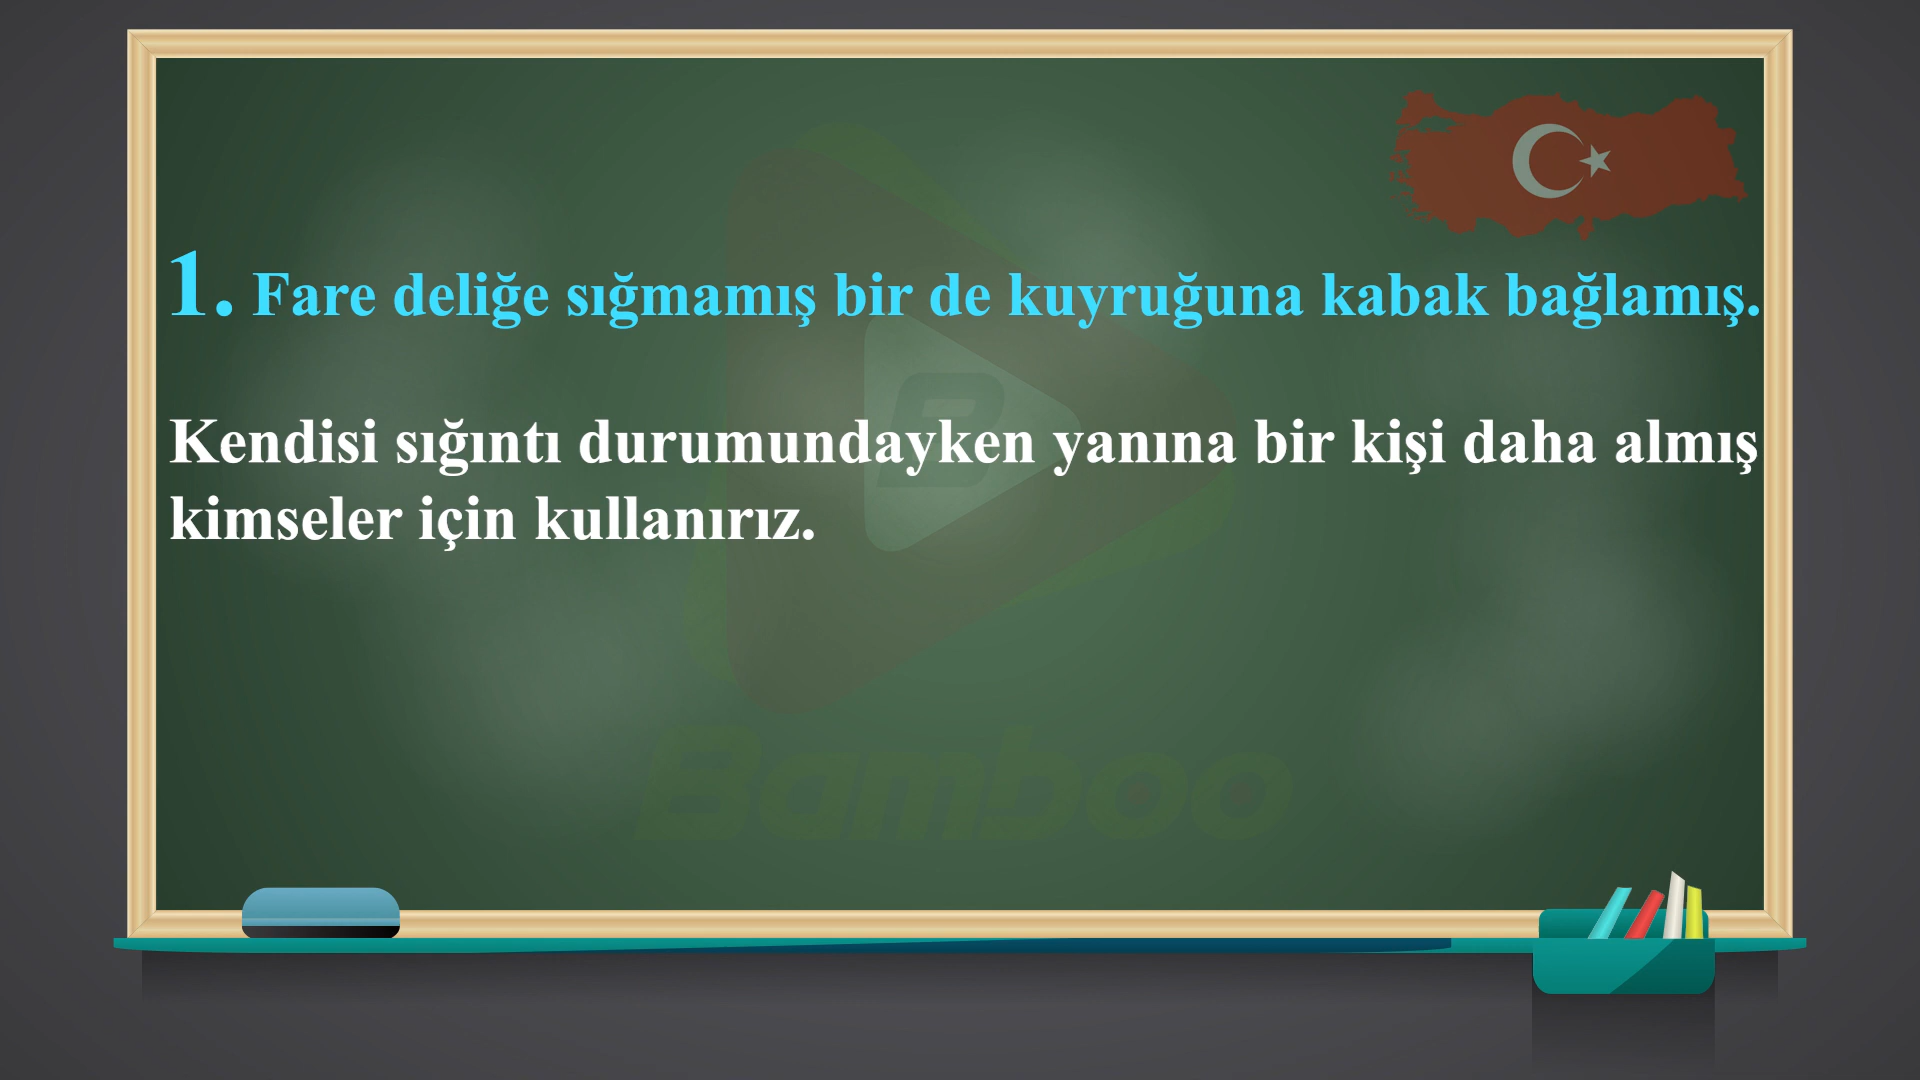 1. Fare deliğe sığmamış bir de kuyruğuna kabak bağlamış.
Kendisi sığıntı durumundayken yanına bir kişi daha almış
kimseler için kullanırız.
B
Bamboo